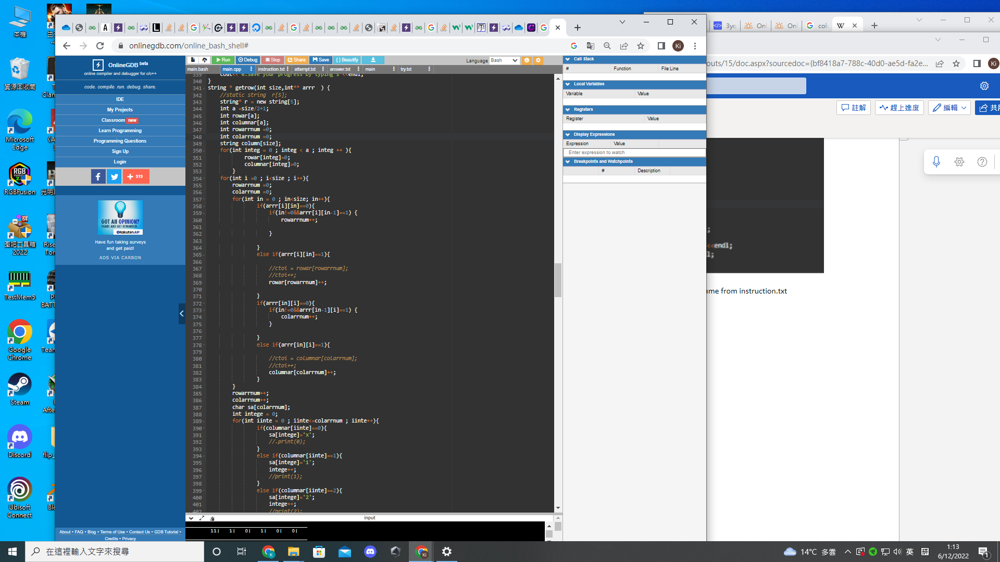 本機
資源回收筒
Microsoft
Edge
RGBFusion
图吧工具箱
2022
TestMem5
Google
Chrome
Steam
Discord
Ubisoft
Connect
onlinegdb.com/online_bash_shell#
Ki
OnlineGDB beta
online compiler and debugger for c/c++
code. compile. run. debug. share.
IDE
My Projects
Classroom new
Learn Programming
Programming Questions
Sign Up
Login
519
GOT AN OPINION?
SHARE AND GET REWARDED.
Rakuten AIP
Have fun taking surveys
and get paid!
ADS VIA CARBON
About • FAQ • Blog • Terms of Use • Contact Us • GDB Tutorial •
Credits • Privacy
Run Debug Stop Share Save {} Beautify
Language Bash
main.bash main.cpp instruction.txt attempt.txt answer.txt main try.txt
339 cout<< 6.save your progress by typing s <<endl;
340 }
341 string * getrow(int size,int** arrr  ) {
342 //static string  r[5];
343 string* r = new string[5];
344 int a =size/2+1;
345 int rowar[a];
346 int columnar[a];
347 int rowarrnum =0;
348 int colarrnum =0;
349 string column[size];
350 for(int integ = 0 ; integ < a ; integ ++ ){
351 rowar[integ]=0;
352 columnar[integ]=0;
353 }
354 for(int i =0 ; i<size ; i++){
355 rowarrnum =0;
356 colarrnum =0;
357 for(int in = 0 ; in<size; in++){
358 if(arrr[i][in]==0){
359 if(in!=0&&arrr[i][in-1]==1) {
360 rowarrnum++;
361
362 }
363
364 }
365 else if(arrr[i][in]==1){
366
367 //ctoi = rowar[rowarrnum];
368 //ctoi++;
369 rowar[rowarrnum]++;
370
371 }
372 if(arrr[in][i]==0){
373 if(in!=0&&arrr[in-1][i]==1) {
374 colarrnum++;
375 }
376
377 }
378 else if(arrr[in][i]==1){
379
380 //ctoi = columnar[colarrnum];
381 //ctoi++;
382 columnar[colarrnum]++;
383 }
384 }
385 rowarrnum++;
386 colarrnum++;
387 char sa[colarrnum];
388 int intege = 0;
389 for(int iinte = 0 ; iinte<=colarrnum ; iinte++){
390 if(columnar[iinte]==0){
391 sa[intege]='x';
392 //.print(0);
393 }
394 else if(columnar[iinte]==1){
395 sa[intege]='1';
396 intege++;
397 //print(1);
398 }
399 else if(columnar[iinte]==2){
400 sa[intege]='2';
401 intege++;
402 //print(2);
input
11| 1| 0| 1| 0| 0|
Call Stack
# Function File:Line
Local Variables
Variable Value
Registers
Register Value
Display Expressions
Expression Value
Enter expression to watch
Breakpoints and Watchpoints
# Description
3yc Onl Onl colo W
outs/15/doc.aspx?sourcedoc={bf8418a7-788c-40d0-ae5d-fa2e...
Ki
註解 趕上進度 編輯 共用
<<endl;
ame from instruction.txt
在這裡輸入文字來搜尋
14°C 多雲
英
1:13
6/12/2022
1